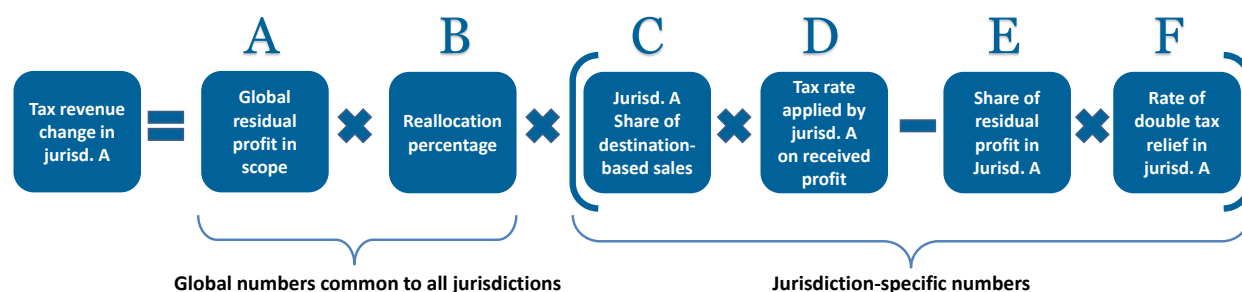 A
B
C
D
E
F
Tax revenue
change in
jurisd. A
=
Global
residual
profit in
scope
×
Reallocation
percentage
×
Jurisd. A
Share of
destination-
based sales
×
Tax rate
applied by
jurisd. A
on received
profit
–
Share of
residual
profit in
Jurisd. A
×
Rate of
double tax
relief in
jurisd. A
Global numbers common to all jurisdictions
Jurisdiction-specific numbers